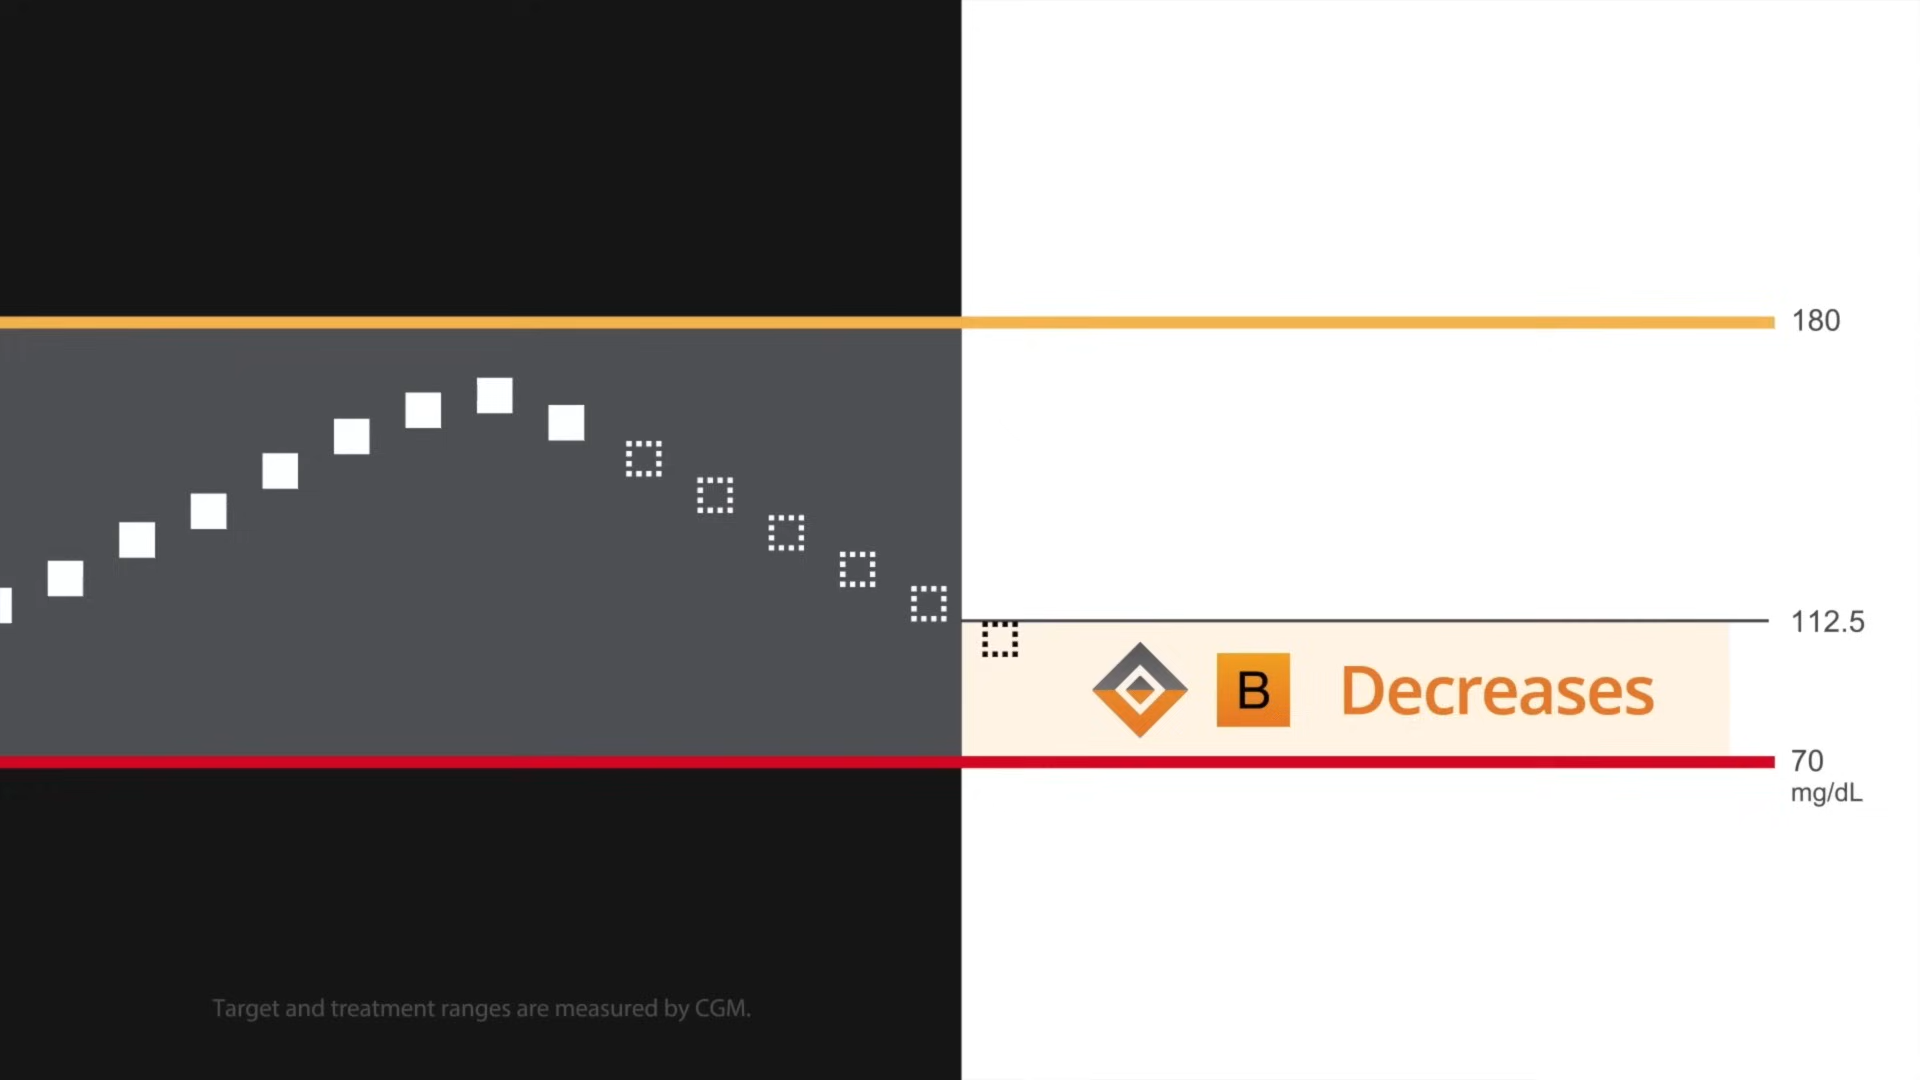 180
112.5
B Decreases
70
mg/dL
Target and treatment ranges are measured by CGM.